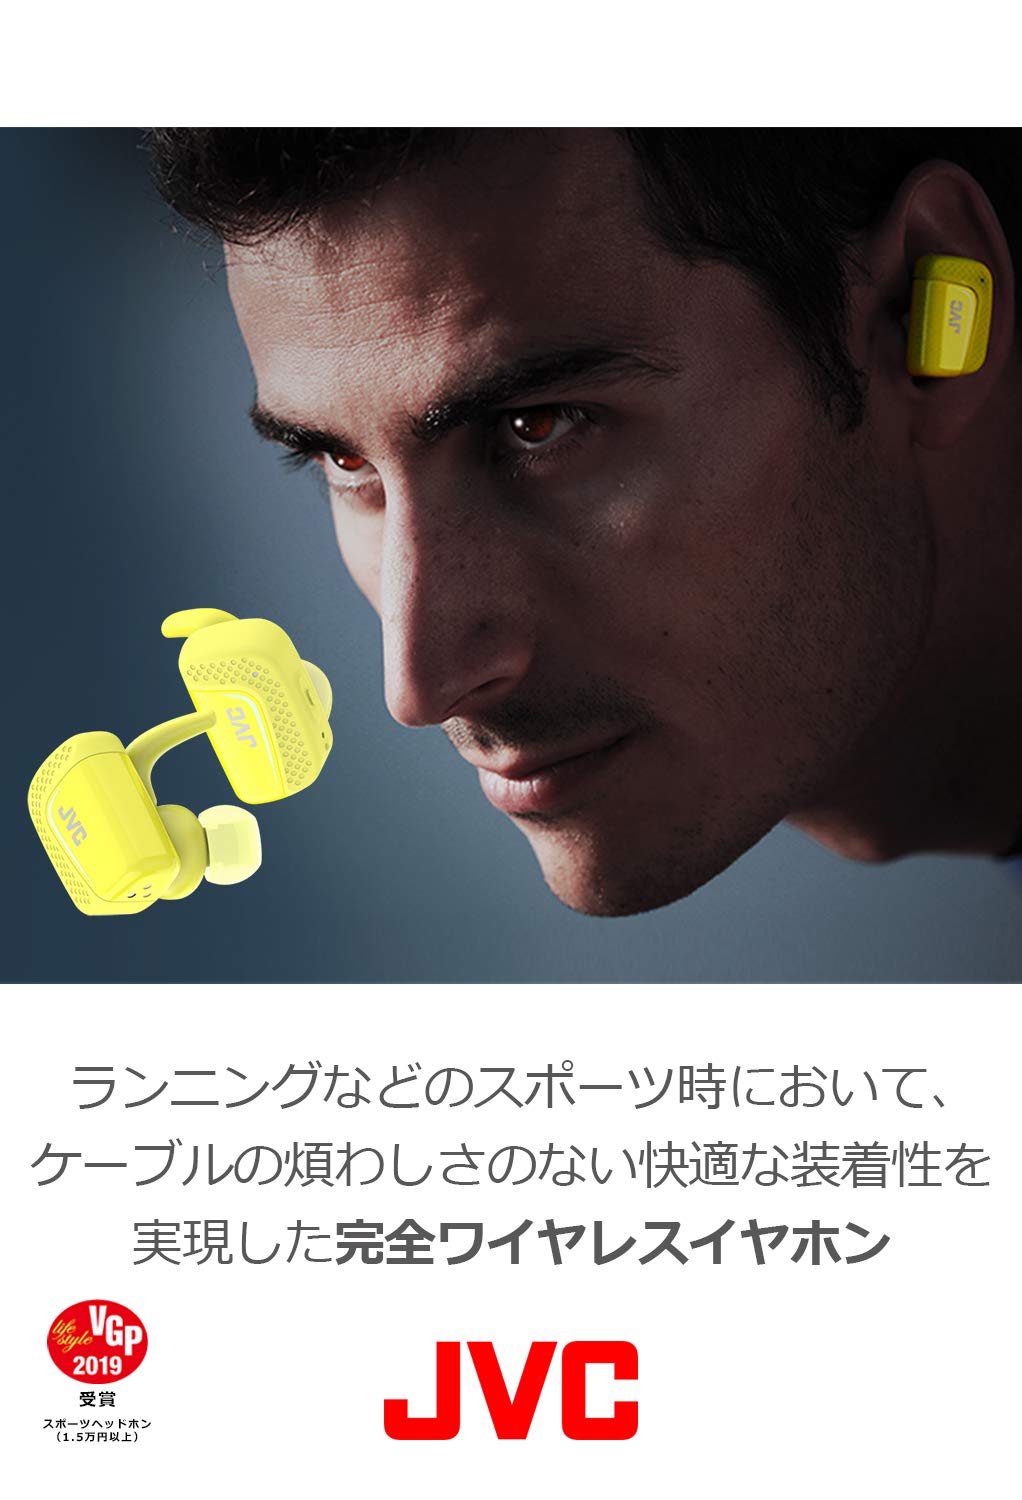 JVC
JVC
JVC
ランニングなどのスポーツ時において、
ケーブルの煩わしさのない快適な装着性を
実現した完全ワイヤレスイヤホン
life
style
VGP
2019
受賞
スポーツヘッドホン
(1.5万円以上)
JVC